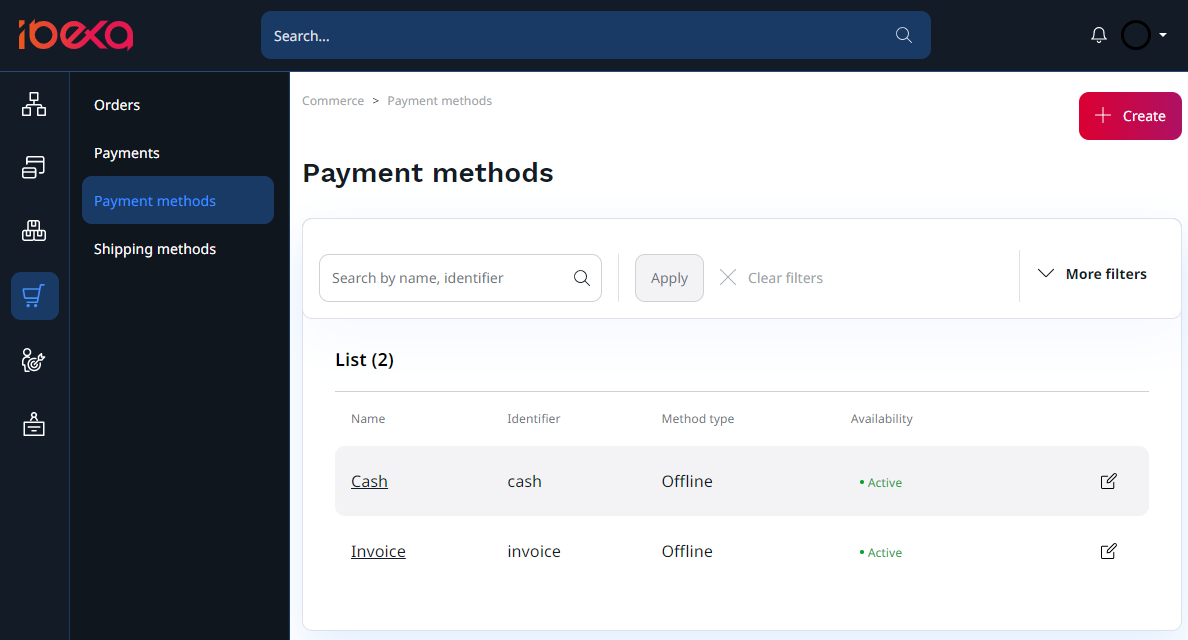 ibexa
Search...
Orders
Payments
Payment methods
Shipping methods
Commerce > Payment methods
Create
Payment methods
Search by name, identifier
Apply
Clear filters
More filters
List (2)
Name Identifier Method type Availability
Cash cash Offline Active
Invoice invoice Offline Active